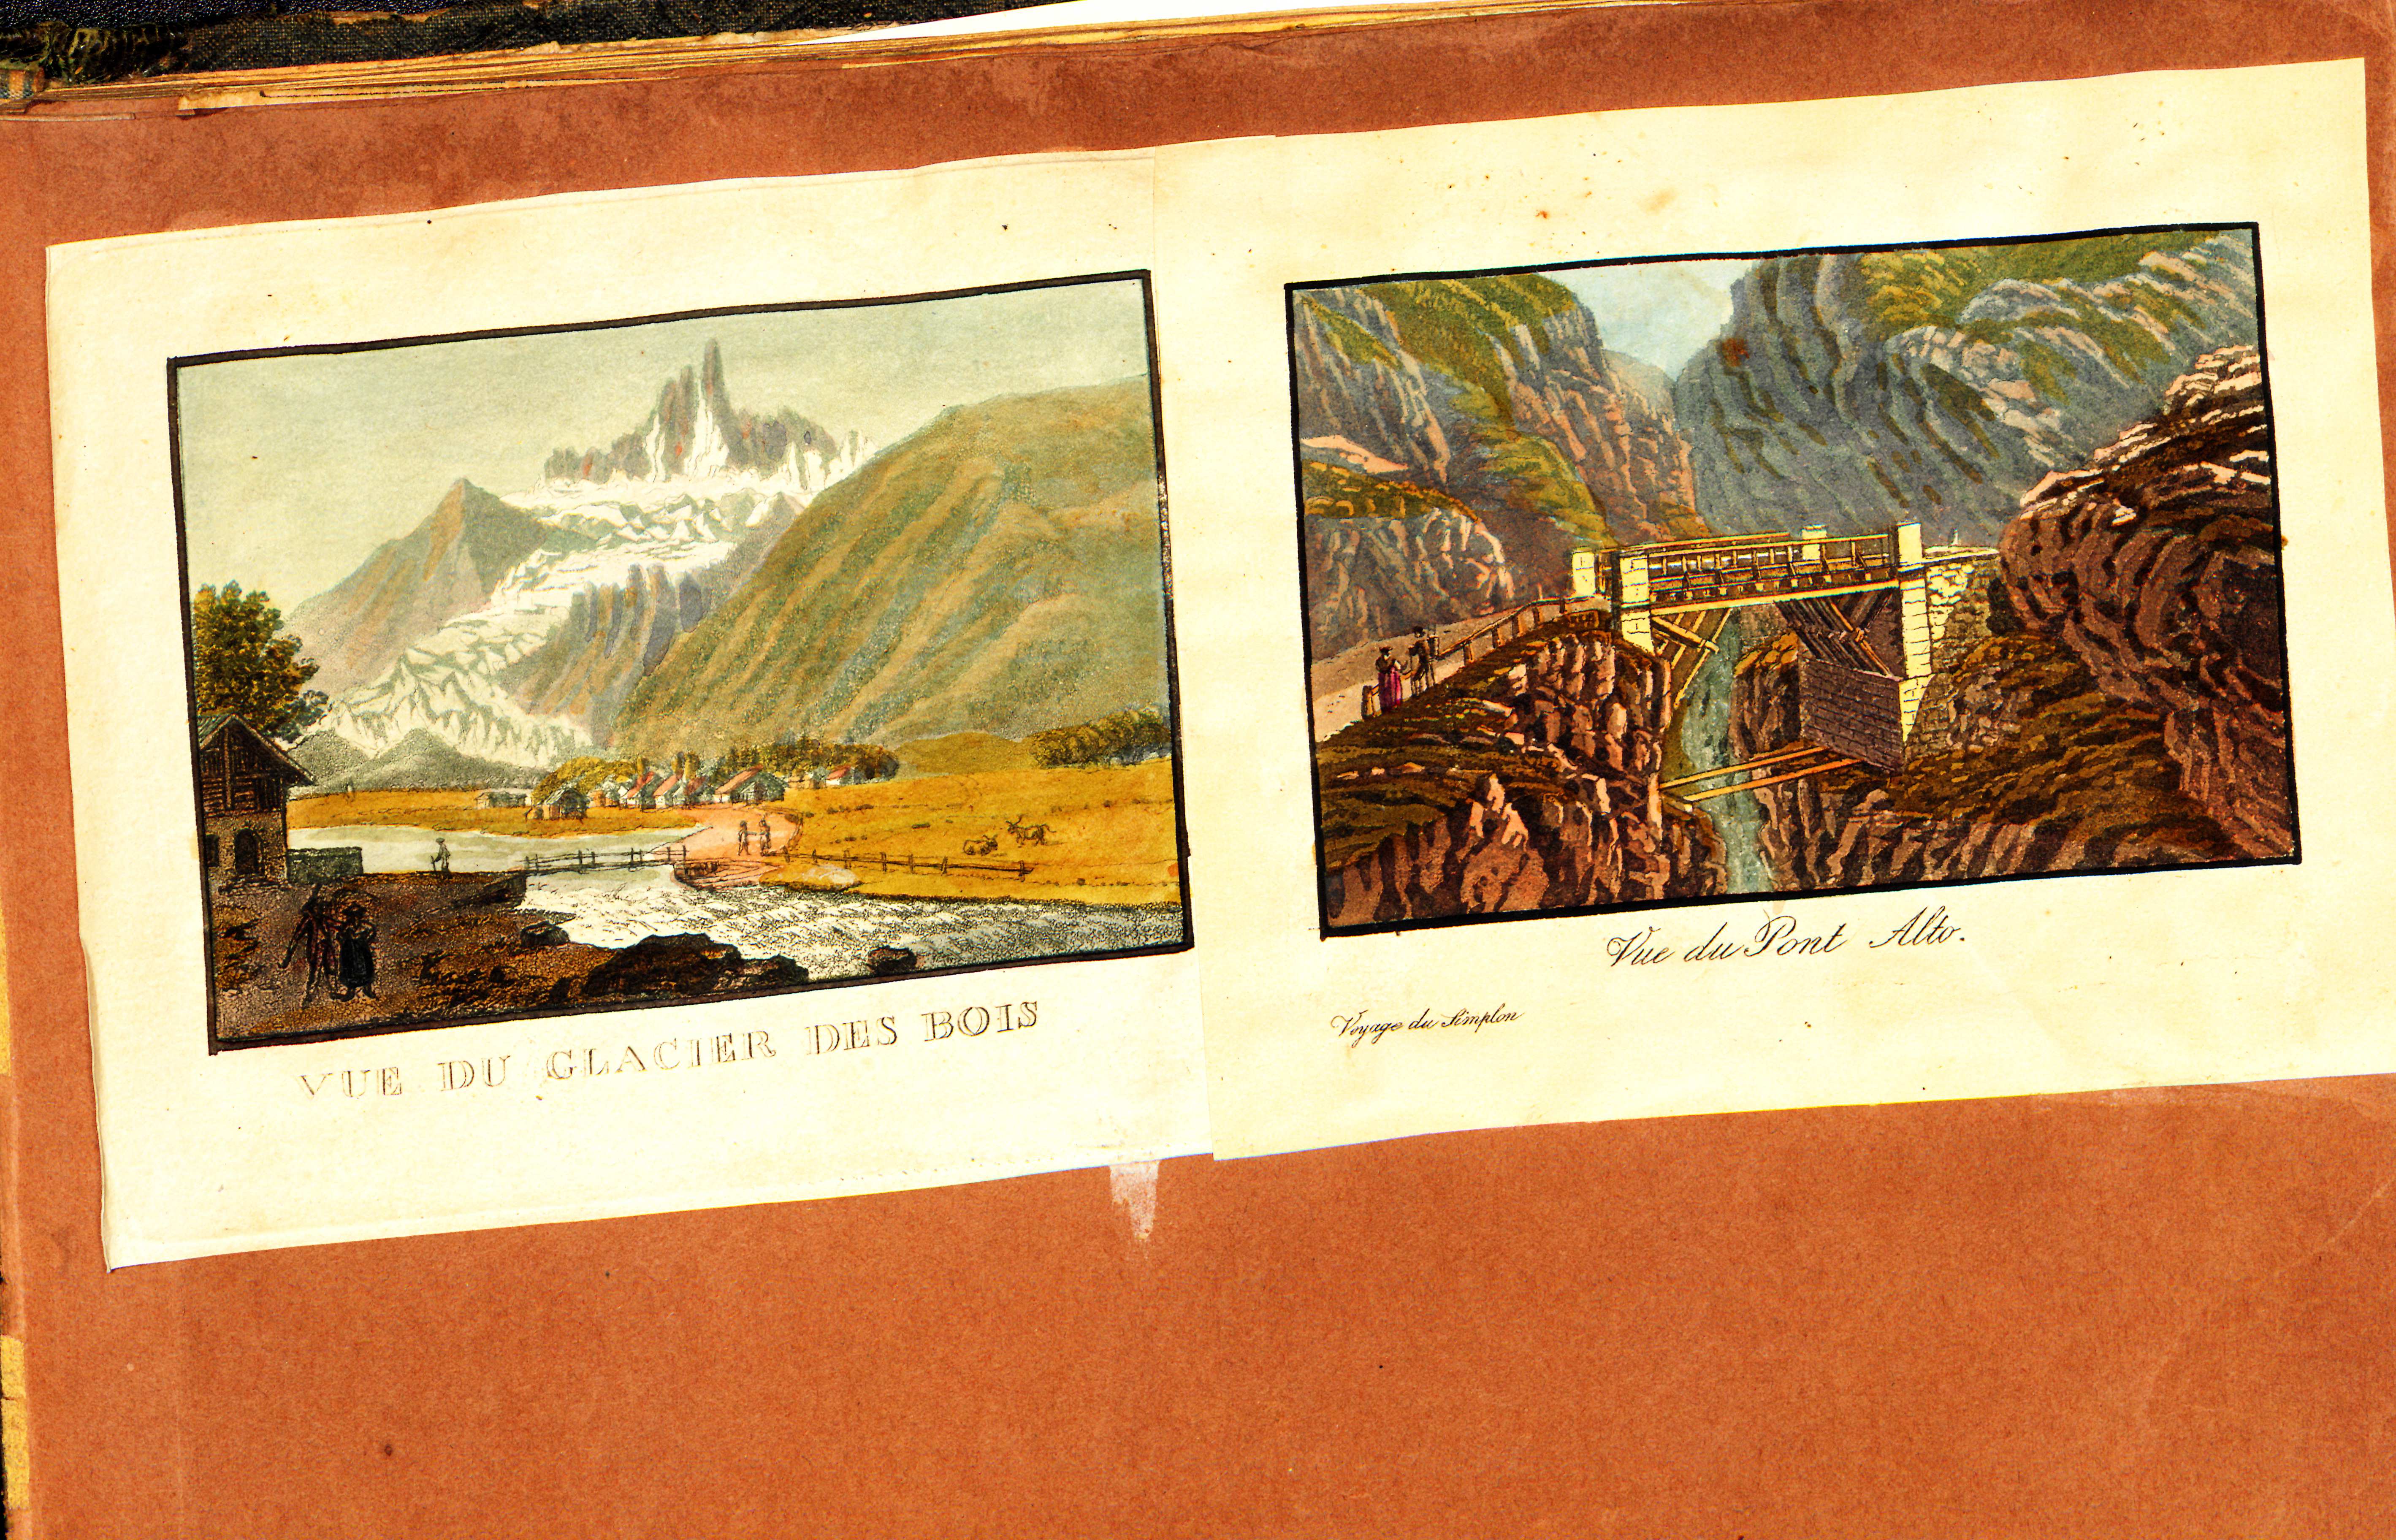 VUE DU GLACIER DES BOIS
Vue du Pont Alto.
Voyage du Simplon